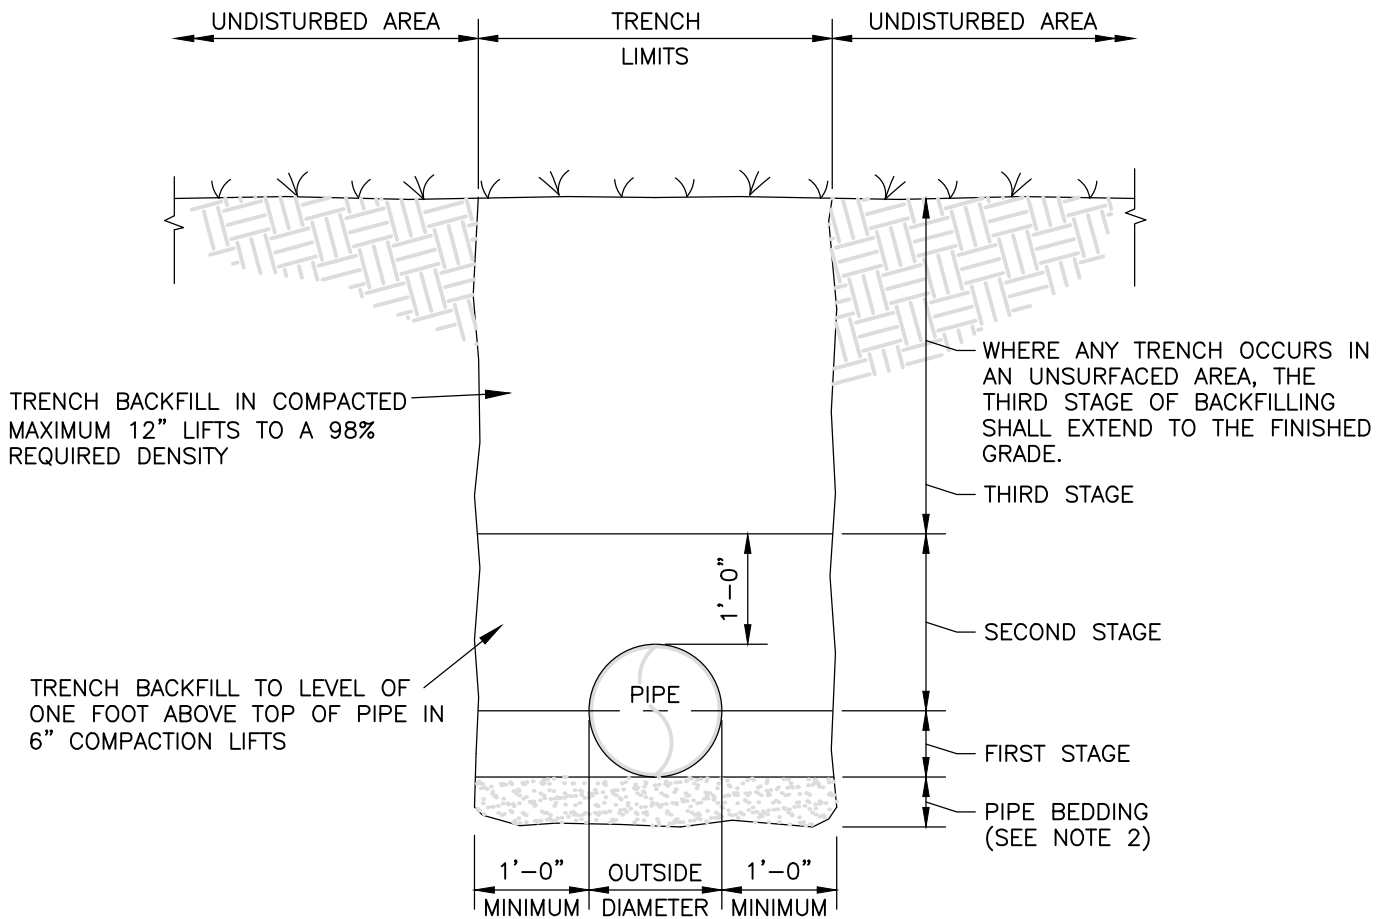 UNDISTURBED AREA
TRENCH
LIMITS
UNDISTURBED AREA
TRENCH BACKFILL IN COMPACTED
MAXIMUM 12" LIFTS TO A 98%
REQUIRED DENSITY
WHERE ANY TRENCH OCCURS IN
AN UNSURFACED AREA, THE
THIRD STAGE OF BACKFILLING
SHALL EXTEND TO THE FINISHED
GRADE.
THIRD STAGE
1'-0"
SECOND STAGE
TRENCH BACKFILL TO LEVEL OF
ONE FOOT ABOVE TOP OF PIPE IN
6" COMPACTION LIFTS
PIPE
FIRST STAGE
PIPE BEDDING
(SEE NOTE 2)
1'-0"
MINIMUM
OUTSIDE
DIAMETER
1'-0"
MINIMUM